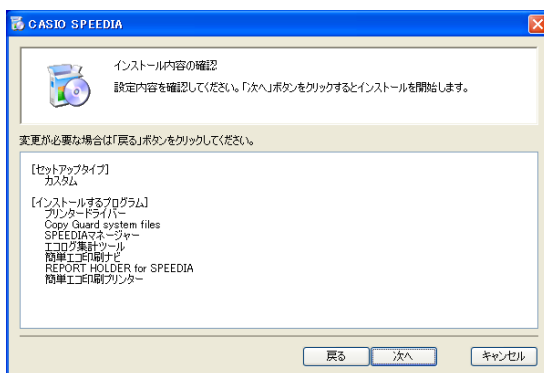 CASIO SPEEDIA
インストール内容の確認
設定内容を確認してください。「次へ」ボタンをクリックするとインストールを開始します。
変更が必要な場合は「戻る」ボタンをクリックしてください。
[セットアップタイプ]
カスタム
[インストールするプログラム]
プリンタードライバー
Copy Guard system files
SPEEDIAマネージャー
エコログ集計ツール
簡単エコ印刷ナビ
REPORT HOLDER for SPEEDIA
簡単エコ印刷プリンター
戻る 次へ キャンセル